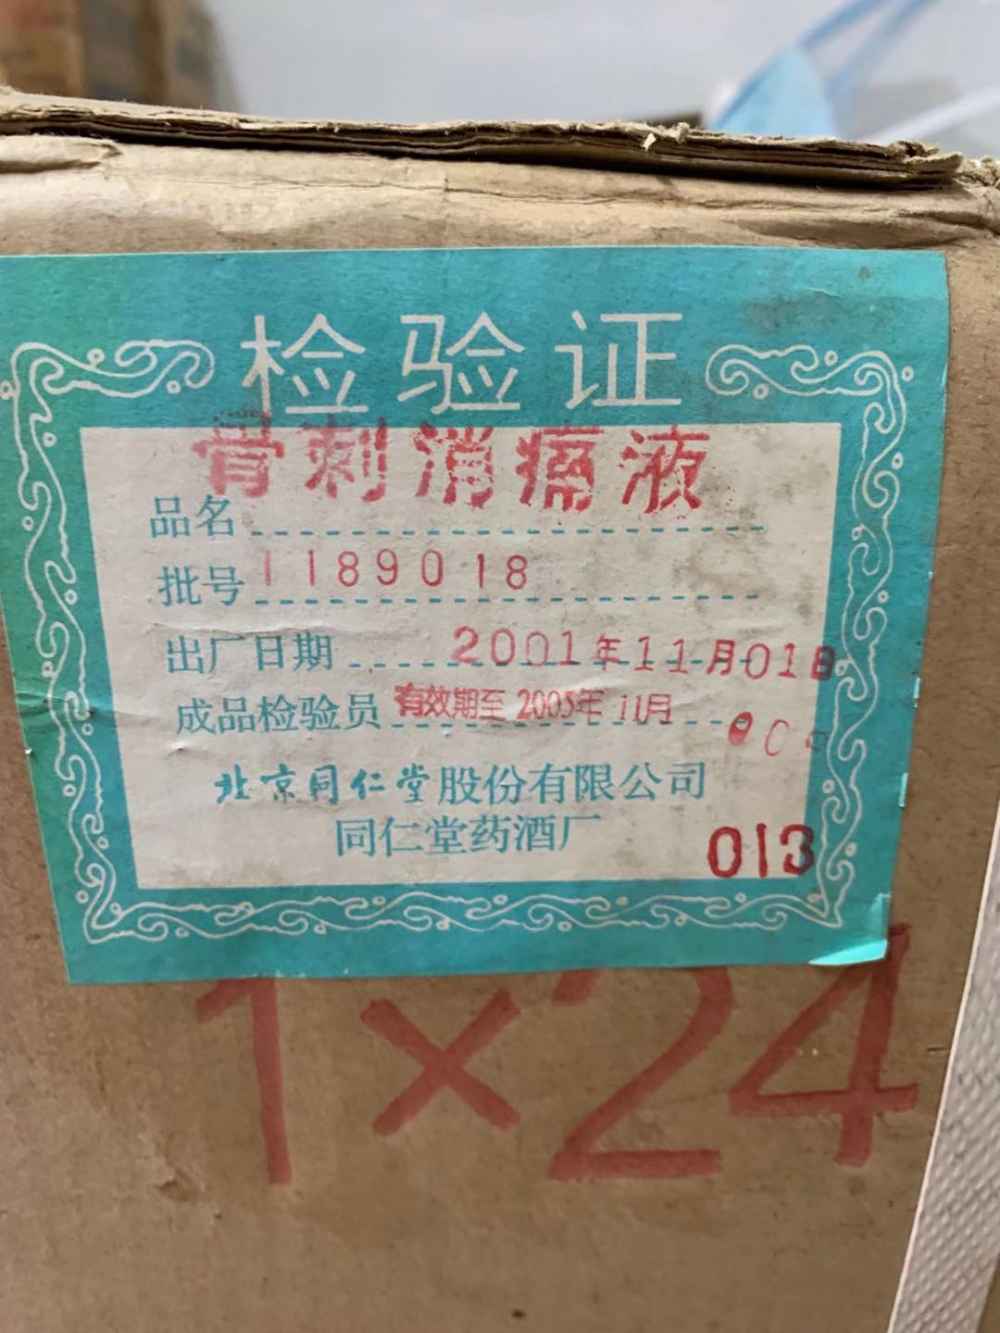 检验证
骨刺消痛液
品名
批号 1189018
出厂日期 2001年11月01日
成品检验员 有效期至 2005年 11月
北京同仁堂股份有限公司
同仁堂药酒厂
013
1×24